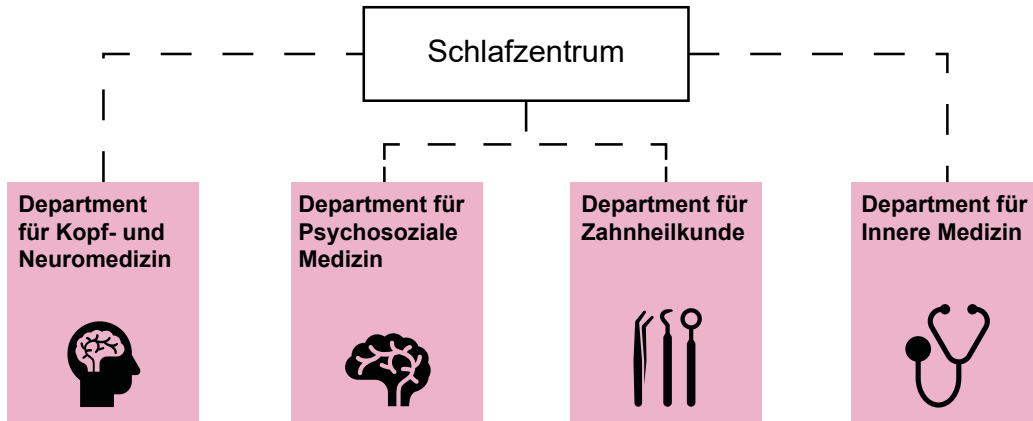 Schlafzentrum
Department
für Kopf- und
Neuromedizin
Department für
Psychosoziale
Medizin
Department für
Zahnheilkunde
Department für
Innere Medizin